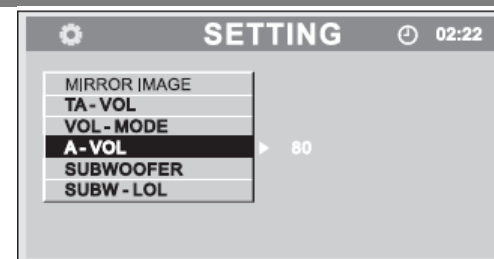 SETTING 02:22
MIRROR IMAGE
TA-VOL
VOL-MODE
A-VOL 80
SUBWOOFER
SUBW-LOL